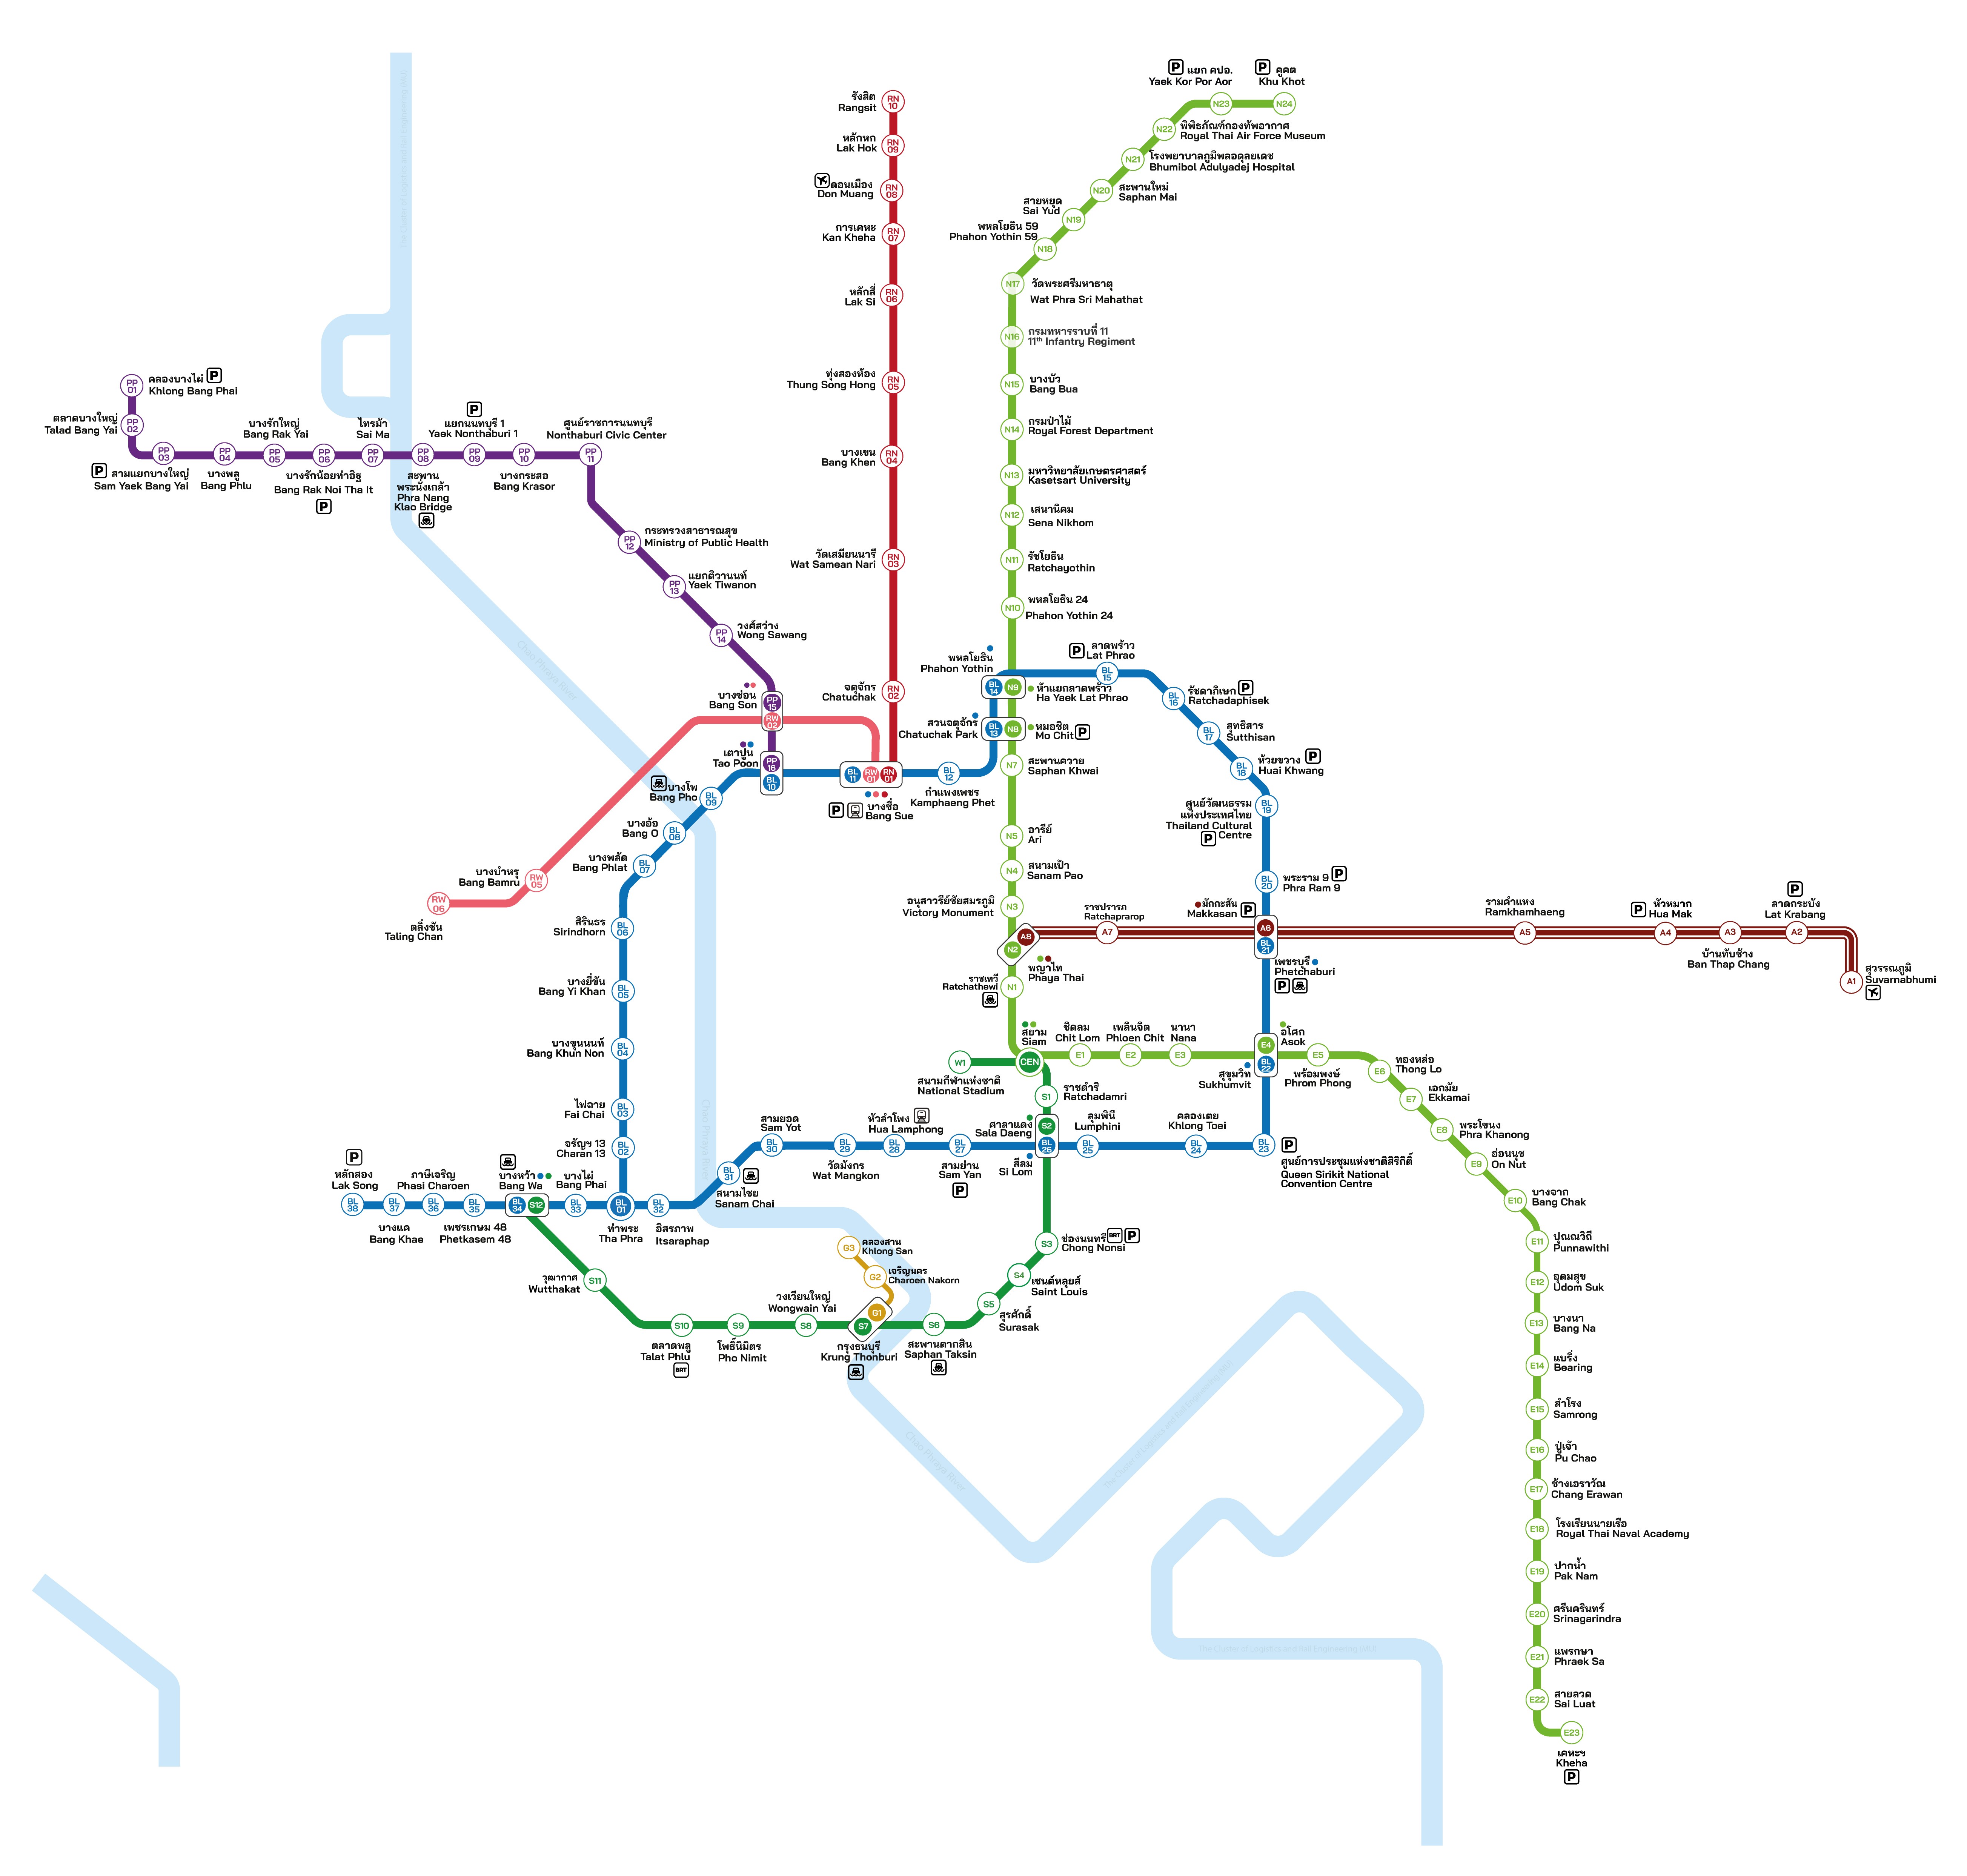 P แยก คปอ.
Yaek Kor Por Aor
P คูคต
Khu Khot
N23
N24
N22
พิพิธภัณฑ์กองทัพอากาศ
Royal Thai Air Force Museum
N21
โรงพยาบาลภูมิพลอดุลยเดช
Bhumibol Adulyadej Hospital
N20
สะพานใหม่
Saphan Mai
สายหยุด
Sai Yud
N19
พหลโยธิน 59
Phahon Yothin 59
N18
N17
วัดพระศรีมหาธาตุ
Wat Phra Sri Mahathat
N16
กรมทหารราบที่ 11
11th Infantry Regiment
N15
บางบัว
Bang Bua
N14
กรมป่าไม้
Royal Forest Department
N13
มหาวิทยาลัยเกษตรศาสตร์
Kasetsart University
N12
เสนานิคม
Sena Nikhom
N11
รัชโยธิน
Ratchayothin
N10
พหลโยธิน 24
Phahon Yothin 24
รังสิต
Rangsit
RN
10
หลักหก
Lak Hok
RN
09
ดอนเมือง
Don Muang
RN
08
การเคหะ
Kan Kheha
RN
07
หลักสี่
Lak Si
RN
06
ทุ่งสองห้อง
Thung Song Hong
RN
05
บางเขน
Bang Khen
RN
04
วัดเสมียนนารี
Wat Samean Nari
RN
03
จตุจักร
Chatuchak
RN
02
PP
01
คลองบางไผ่ P
Khlong Bang Phai
ตลาดบางใหญ่
Talad Bang Yai
PP
02
PP
03
P สามแยกบางใหญ่
Sam Yaek Bang Yai
PP
04
บางพลู
Bang Phlu
บางรักใหญ่
Bang Rak Yai
PP
05
PP
06
บางรักน้อยท่าอิฐ
Bang Rak Noi Tha It
P
ไทรม้า
Sai Ma
PP
07
PP
08
สะพาน
พระนั่งเกล้า
Phra Nang
Klao Bridge
P
แยกนนทบุรี 1
Yaek Nonthaburi 1
PP
09
PP
10
บางกระสอ
Bang Krasor
ศูนย์ราชการนนทบุรี
Nonthaburi Civic Center
PP
11
PP
12
กระทรวงสาธารณสุข
Ministry of Public Health
PP
13
แยกติวานนท์
Yaek Tiwanon
PP
14
วงศ์สว่าง
Wong Sawang
บางซ่อน
Bang Son
PP
15
RW
02
เตาปูน
Tao Poon
PP
16
BL
10
Chao Phraya River
BL
11
RW
01
RN
01
P บางซื่อ
Bang Sue
BL
12
กำแพงเพชร
Kamphaeng Phet
พหลโยธิน
Phahon Yothin
BL
14
N9
ห้าแยกลาดพร้าว
Ha Yaek Lat Phrao
สวนจตุจักร
Chatuchak Park
BL
13
N8
หมอชิต
Mo Chit P
P ลาดพร้าว
Lat Phrao
BL
15
BL
16
รัชดาภิเษก P
Ratchadaphisek
BL
17
สุทธิสาร
Sutthisan
BL
18
ห้วยขวาง P
Huai Khwang
BL
19
ศูนย์วัฒนธรรม
แห่งประเทศไทย
Thailand Cultural
P Centre
BL
20
พระราม 9 P
Phra Ram 9
N7
สะพานควาย
Saphan Khwai
N5
อารีย์
Ari
N4
สนามเป้า
Sanam Pao
อนุสาวรีย์ชัยสมรภูมิ
Victory Monument
N3
A8
N2
พญาไท
Phaya Thai
ราชเทวี
Ratchathewi
N1
ราชปรารภ
Ratchaprarop
A7
มักกะสัน
Makkasan P
A6
BL
21
เพชรบุรี
Phetchaburi
P
รามคำแหง
Ramkhamhaeng
A5
P หัวหมาก
Hua Mak
A4
A3
บ้านทับช้าง
Ban Thap Chang
P
ลาดกระบัง
Lat Krabang
A2
A1
สุวรรณภูมิ
Suvarnabhumi
บางโพ
Bang Pho
BL
09
บางอ้อ
Bang O
BL
08
บางพลัด
Bang Phlat
BL
07
บางบำหรุ
Bang Bamru
RW
05
RW
06
ตลิ่งชัน
Taling Chan
สิรินธร
Sirindhorn
BL
06
บางยี่ขัน
Bang Yi Khan
BL
05
บางขุนนนท์
Bang Khun Non
BL
04
ไฟฉาย
Fai Chai
BL
03
จรัญฯ 13
Charan 13
BL
02
Chao Phraya River
สยาม
Siam
CEN
W1
สนามกีฬาแห่งชาติ
National Stadium
ชิดลม
Chit Lom
E1
เพลินจิต
Phloen Chit
E2
นานา
Nana
E3
อโศก
Asok
E4
BL
22
สุขุมวิท
Sukhumvit
E5
พร้อมพงษ์
Phrom Phong
E6
ทองหล่อ
Thong Lo
E7
เอกมัย
Ekkamai
E8
พระโขนง
Phra Khanong
E9
อ่อนนุช
On Nut
E10
บางจาก
Bang Chak
E11
ปุณณวิถี
Punnawithi
E12
อุดมสุข
Udom Suk
E13
บางนา
Bang Na
E14
แบริ่ง
Bearing
E15
สำโรง
Samrong
E16
ปู่เจ้า
Pu Chao
E17
ช้างเอราวัณ
Chang Erawan
E18
โรงเรียนนายเรือ
Royal Thai Naval Academy
E19
ปากน้ำ
Pak Nam
E20
ศรีนครินทร์
Srinagarindra
E21
แพรกษา
Phraek Sa
E22
สายลวด
Sai Luat
E23
เคหะฯ
Kheha
P
S1
ราชดำริ
Ratchadamri
ศาลาแดง
Sala Daeng
S2
BL
26
สีลม
Si Lom
ลุมพินี
Lumphini
BL
25
คลองเตย
Khlong Toei
BL
24
BL
23
P
ศูนย์การประชุมแห่งชาติสิริกิติ์
Queen Sirikit National
Convention Centre
BL
27
สามย่าน
Sam Yan
P
หัวลำโพง
Hua Lamphong
BL
28
BL
29
วัดมังกร
Wat Mangkon
สามยอด
Sam Yot
BL
30
BL
31
สนามไชย
Sanam Chai
BL
32
อิสรภาพ
Itsaraphap
BL
01
ท่าพระ
Tha Phra
บางไผ่
Bang Phai
BL
33
บางหว้า
Bang Wa
BL
34
S12
BL
35
เพชรเกษม 48
Phetkasem 48
ภาษีเจริญ
Phasi Charoen
BL
36
BL
37
บางแค
Bang Khae
P
หลักสอง
Lak Song
BL
38
S11
วุฒากาศ
Wutthakat
S10
ตลาดพลู
Talat Phlu
BRT
S9
โพธิ์นิมิตร
Pho Nimit
วงเวียนใหญ่
Wongwain Yai
S8
G3
คลองสาน
Khlong San
G2
เจริญนคร
Charoen Nakorn
G1
S7
กรุงธนบุรี
Krung Thonburi
S6
สะพานตากสิน
Saphan Taksin
S5
สุรศักดิ์
Surasak
S4
เซนต์หลุยส์
Saint Louis
S3
ช่องนนทรี BRT P
Chong Nonsi
Chao Phraya River